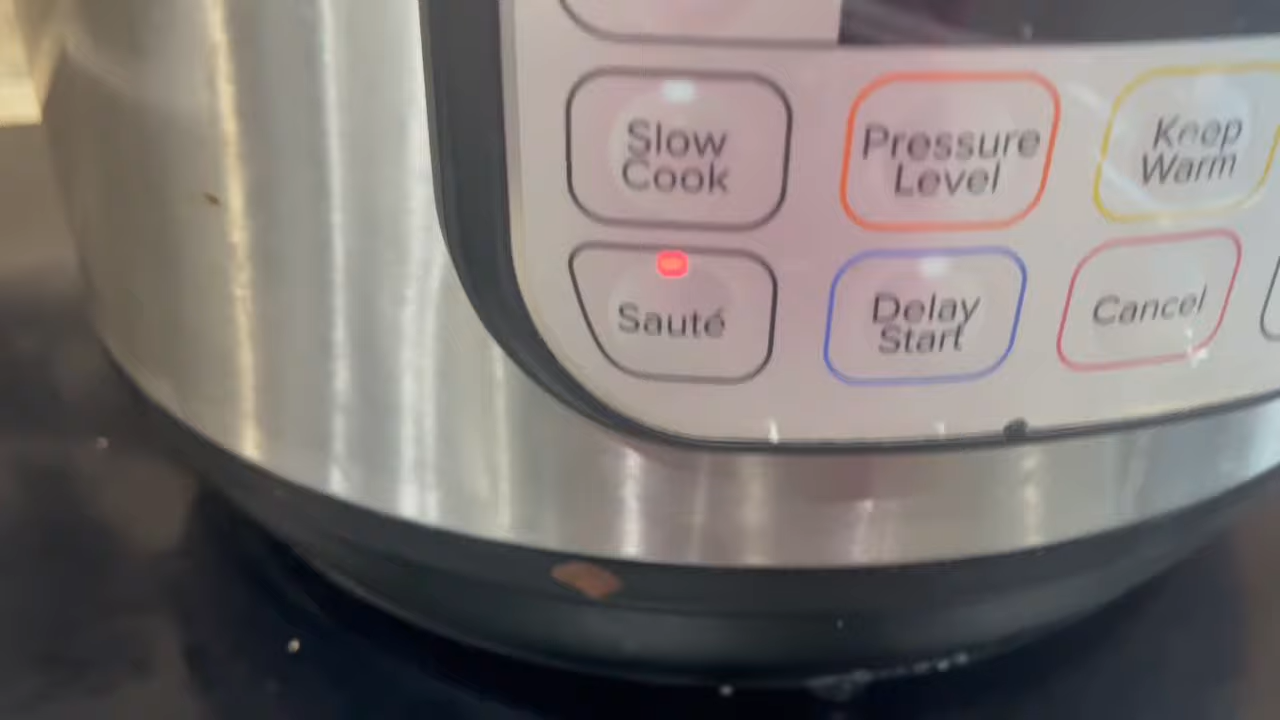 Slow
Cook
Pressure
Level
Keep
Warm
Sauté
Delay
Start
Cancel